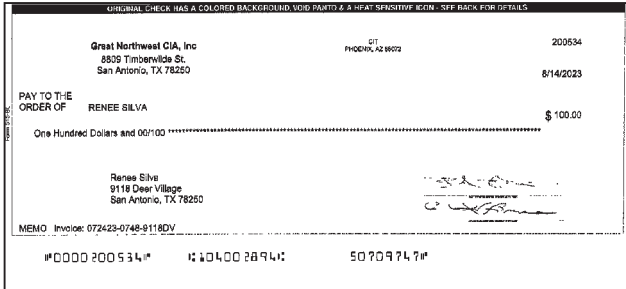 ORIGINAL CHECK HAS A COLORED BACKGROUND, VOID PANTO & A HEAT SENSITIVE ICON - SEE BACK FOR DETAILS
Great Northwest CIA, Inc
8809 Timberwilde St.
San Antonio, TX 78250
CIT
PHOENIX, AZ 85072
200534
8/14/2023
PAY TO THE
ORDER OF RENEE SILVA
$ 100.00
One Hundred Dollars and 00/100 ****************************************************************************************
Renee Silva
9118 Deer Village
San Antonio, TX 78250
MEMO Invoice: 072423-0748-9118DV
⑈0000200534⑈ ⑆104002894⑆ 50709747⑈